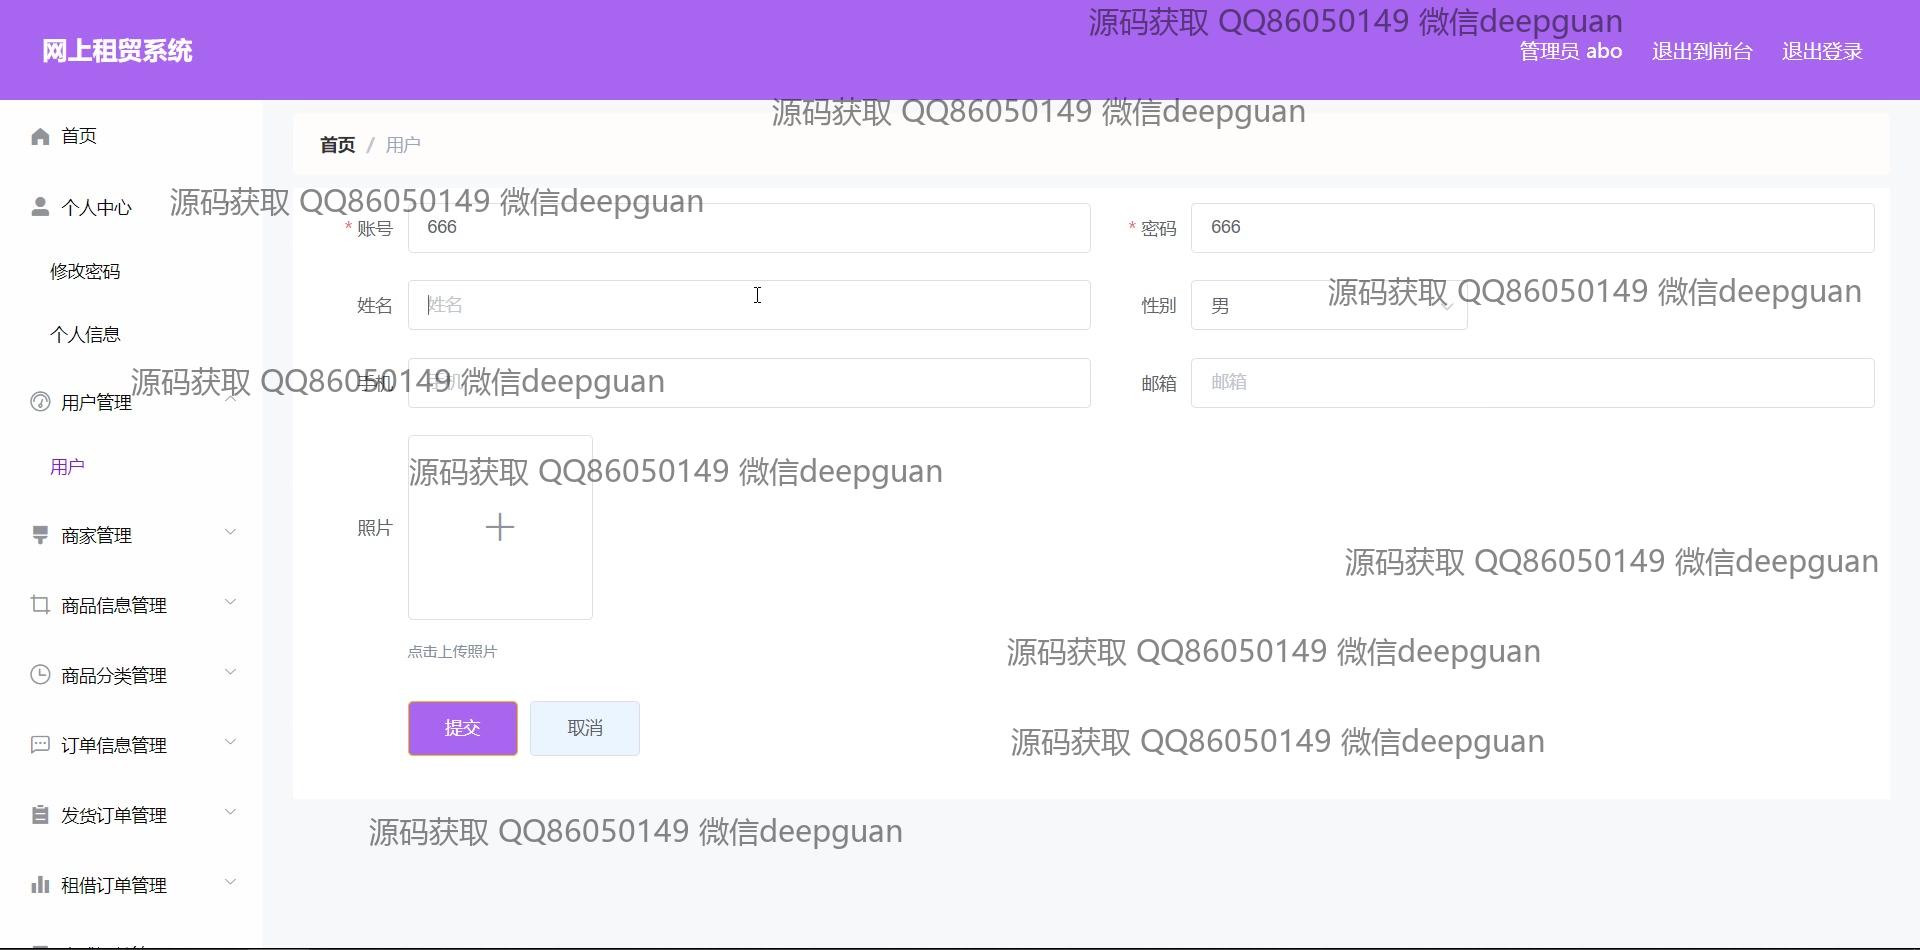 源码获取 QQ86050149 微信deepguan
网上租贸系统
管理员 abo 退出到前台 退出登录
源码获取 QQ86050149 微信deepguan
首页
首页 / 用户
个人中心
源码获取 QQ86050149 微信deepguan
* 账号 666 * 密码 666
修改密码
姓名 姓名 性别 男
源码获取 QQ86050149 微信deepguan
个人信息
源码获取 QQ86050149 微信deepguan
手机 手机 邮箱 邮箱
用户管理
用户
源码获取 QQ86050149 微信deepguan
照片
商家管理
源码获取 QQ86050149 微信deepguan
商品信息管理
点击上传照片
源码获取 QQ86050149 微信deepguan
商品分类管理
提交 取消
源码获取 QQ86050149 微信deepguan
订单信息管理
发货订单管理
源码获取 QQ86050149 微信deepguan
租借订单管理